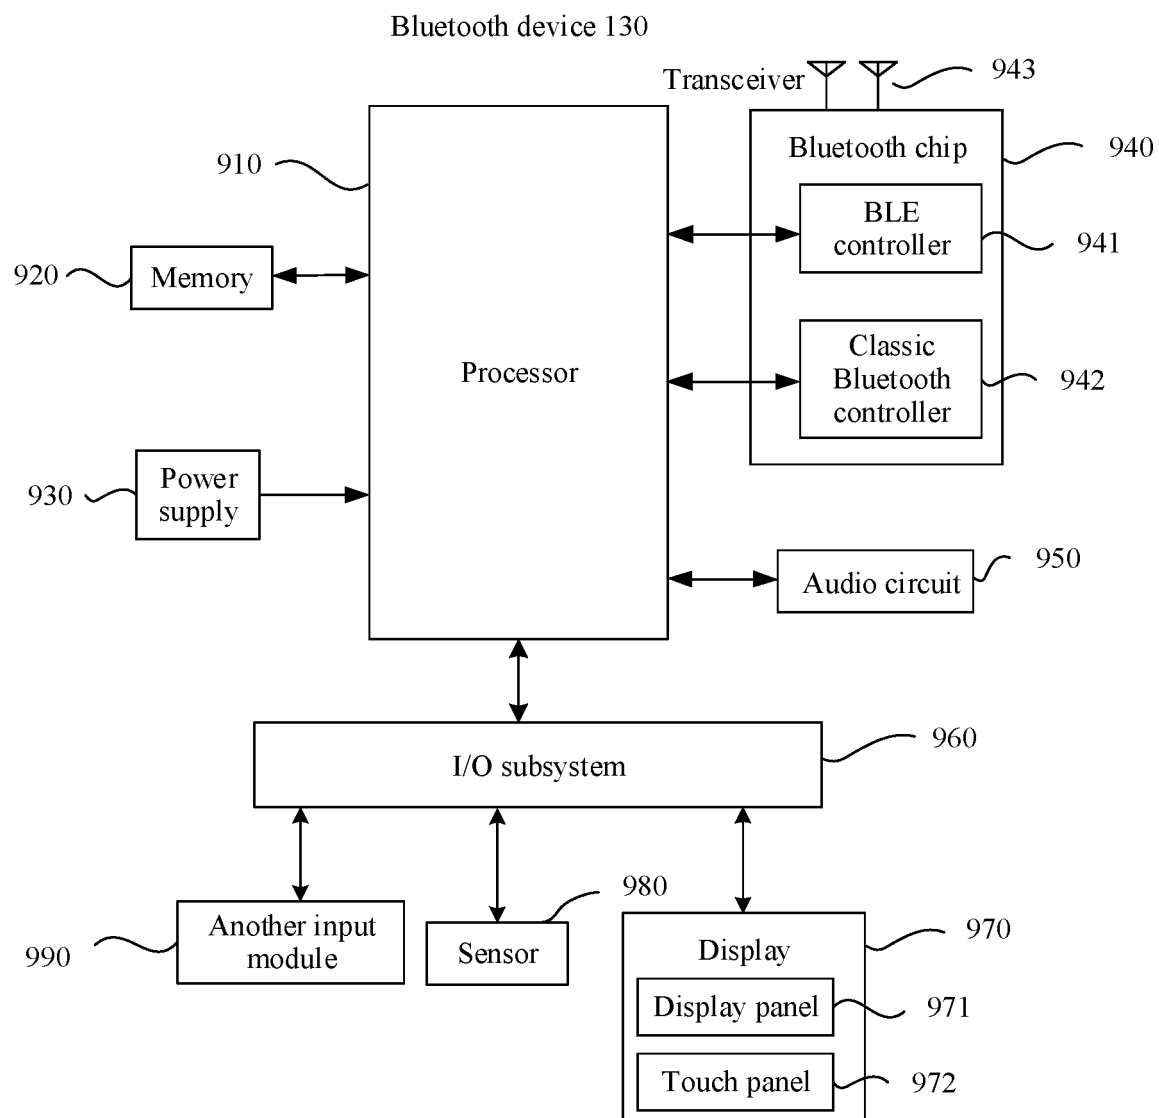 Bluetooth device 130
Transceiver
943
910
Bluetooth chip
940
BLE
controller
941
920
Memory
Processor
Classic
Bluetooth
controller
942
930
Power
supply
950
Audio circuit
960
I/O subsystem
980
990
Another input
module
Sensor
970
Display
Display panel
971
Touch panel
972